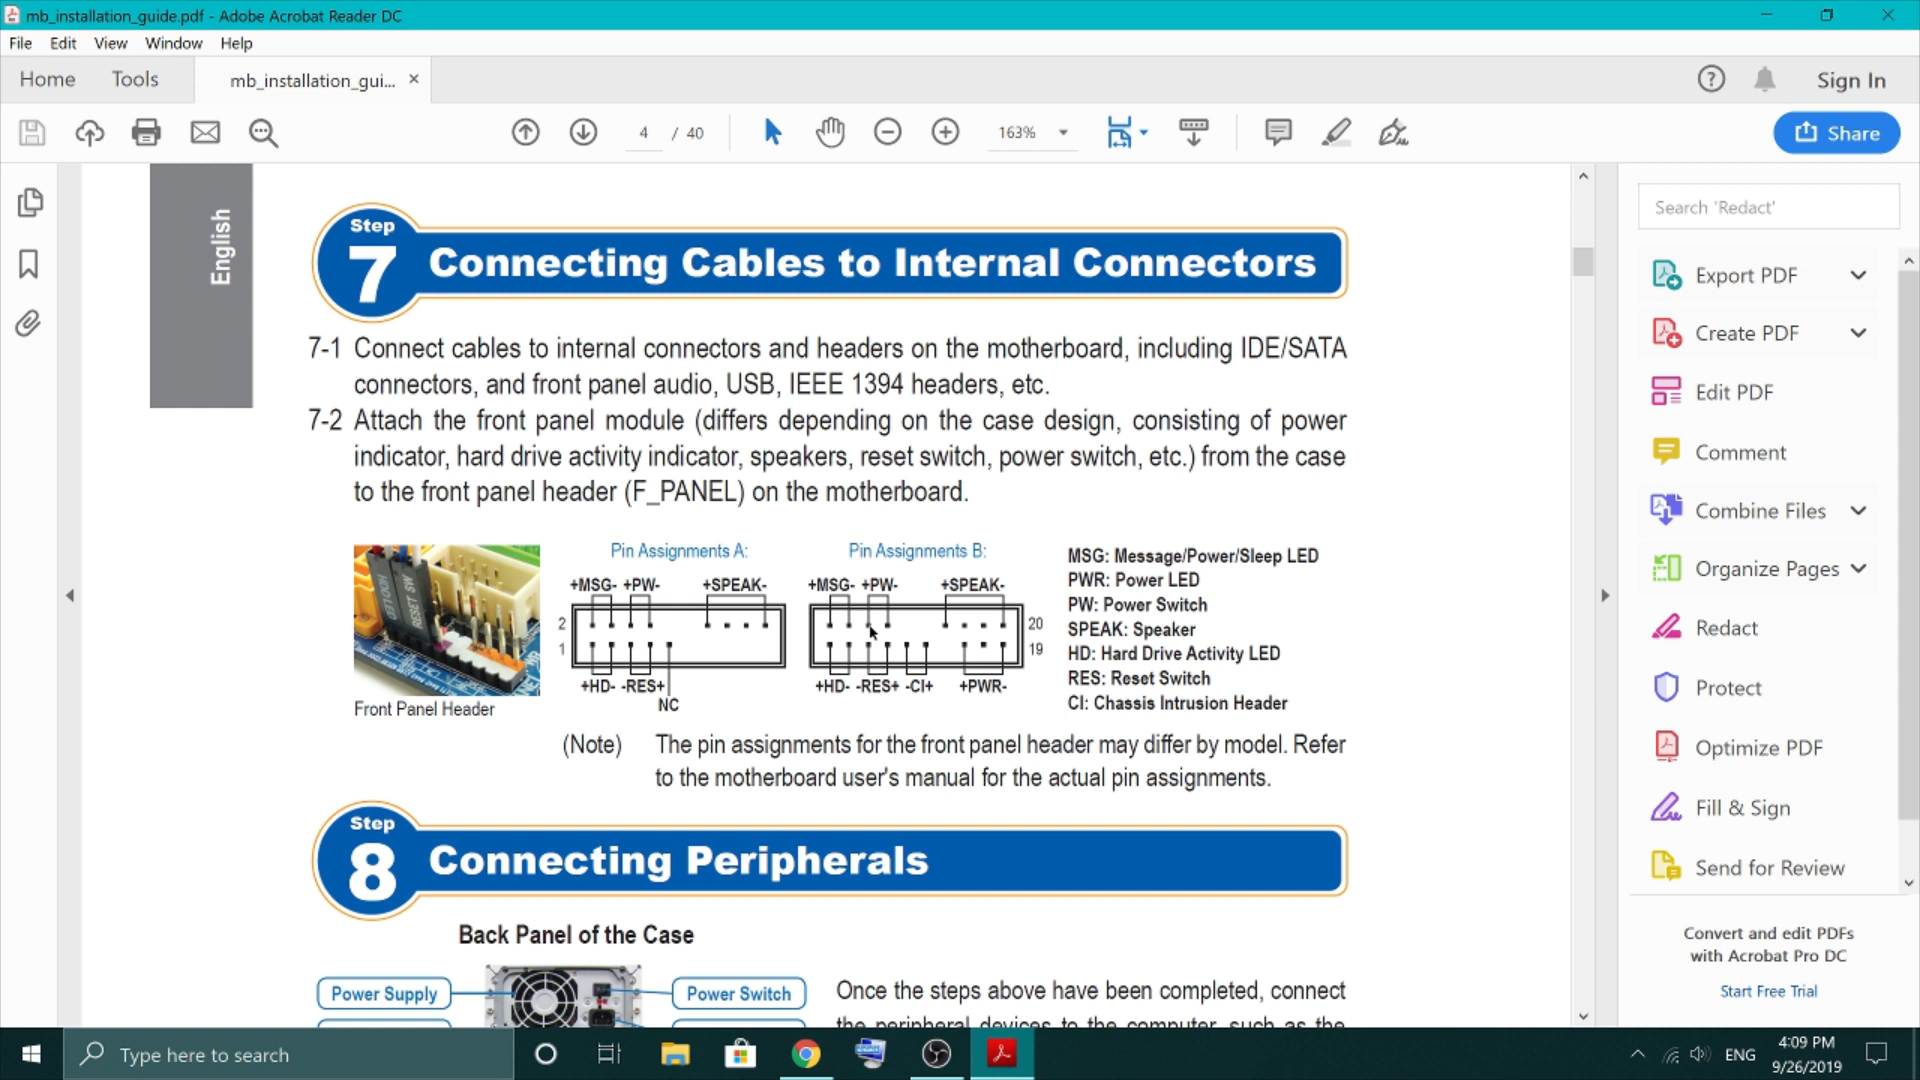 mb_installation_guide.pdf - Adobe Acrobat Reader DC
File Edit View Window Help
Home Tools mb_installation_gui... × Sign In
4 / 40 163% Share
English
Step 7 Connecting Cables to Internal Connectors
7-1 Connect cables to internal connectors and headers on the motherboard, including IDE/SATA
connectors, and front panel audio, USB, IEEE 1394 headers, etc.
7-2 Attach the front panel module (differs depending on the case design, consisting of power
indicator, hard drive activity indicator, speakers, reset switch, power switch, etc.) from the case
to the front panel header (F_PANEL) on the motherboard.
RESET SW
Front Panel Header
Pin Assignments A:
+MSG- +PW- +SPEAK-
2
1
+HD- -RES+
NC
Pin Assignments B:
+MSG- +PW- +SPEAK-
20
19
+HD- -RES+ -CI+ +PWR-
MSG: Message/Power/Sleep LED
PWR: Power LED
PW: Power Switch
SPEAK: Speaker
HD: Hard Drive Activity LED
RES: Reset Switch
CI: Chassis Intrusion Header
(Note) The pin assignments for the front panel header may differ by model. Refer
to the motherboard user's manual for the actual pin assignments.
Step 8 Connecting Peripherals
Back Panel of the Case
Power Supply
Power Switch
Once the steps above have been completed, connect
the peripheral devices to the computer, such as the
Search 'Redact'
Export PDF
Create PDF
Edit PDF
Comment
Combine Files
Organize Pages
Redact
Protect
Optimize PDF
Fill & Sign
Send for Review
Convert and edit PDFs
with Acrobat Pro DC
Start Free Trial
Type here to search
ENG
4:09 PM
9/26/2019